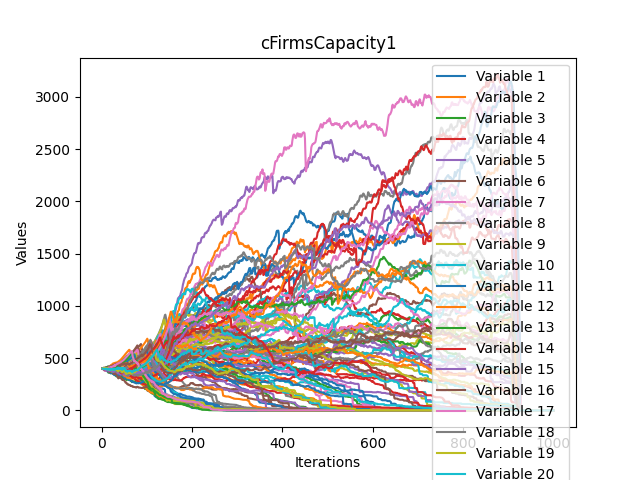 cFirmsCapacity1
Values
3000
2500
2000
1500
1000
500
0
0
200
400
600
800
1000
Iterations
Variable 1
Variable 2
Variable 3
Variable 4
Variable 5
Variable 6
Variable 7
Variable 8
Variable 9
Variable 10
Variable 11
Variable 12
Variable 13
Variable 14
Variable 15
Variable 16
Variable 17
Variable 18
Variable 19
Variable 20